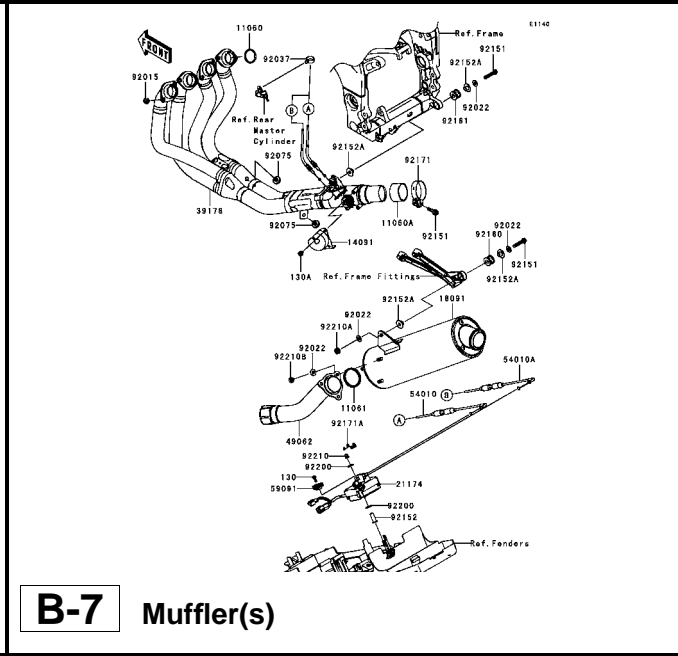 E1140
FRONT
11060
Ref.Frame
92151
92152A
92037
92015
92022
92161
B
A
Ref.Rear
Master
Cylinder
92152A
92171
92075
39178
11060A
92075
14091
92151
92022
92160
130A
Ref.Frame Fittings
92151
92152A
92152A
18091
92022
92210A
92022
92210B
54010A
54010
B
A
11061
92171A
49062
92210
92200
130
59091
21174
92200
92152
Ref.Fenders
B-7
Muffler(s)